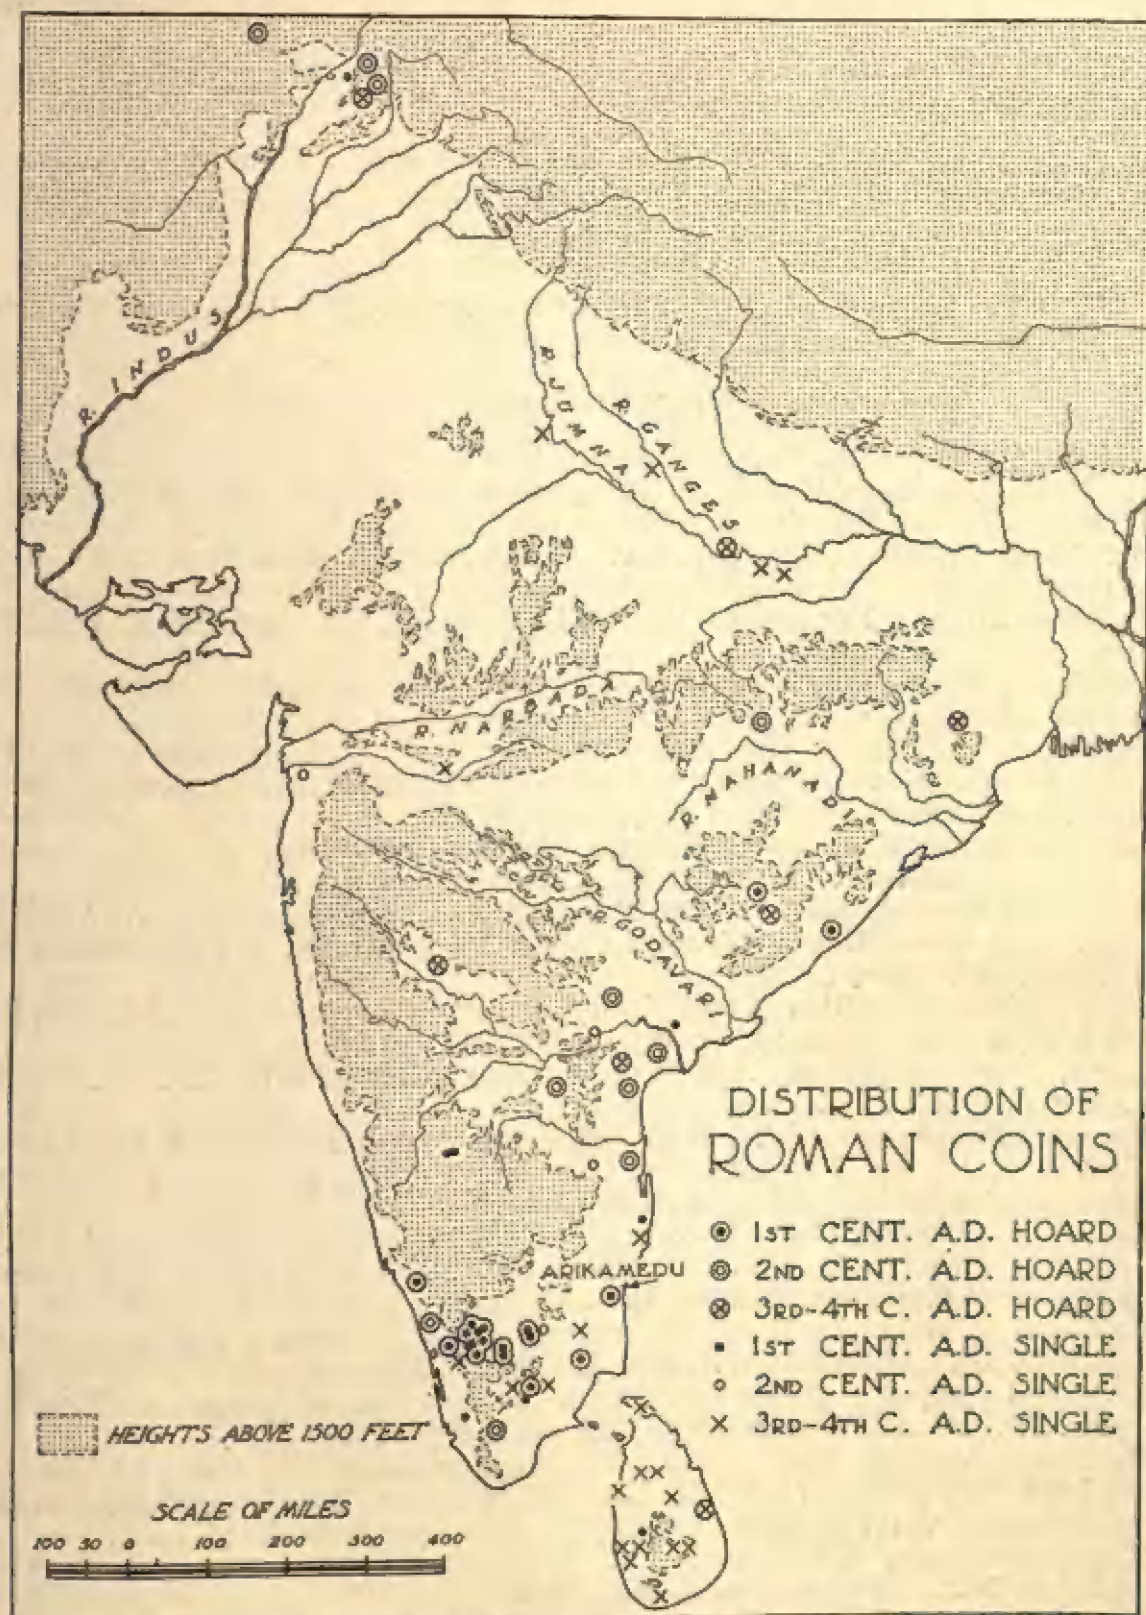 R. INDUS
R. JUMNA
R. GANGES
R. NARBADA
R. MAHANADI
R. GODAVARI
DISTRIBUTION OF
ROMAN COINS
1ST CENT. A.D. HOARD
2ND CENT. A.D. HOARD
3RD-4TH C. A.D. HOARD
1ST CENT. A.D. SINGLE
2ND CENT. A.D. SINGLE
3RD-4TH C. A.D. SINGLE
ARIKAMEDU
HEIGHTS ABOVE 1500 FEET
SCALE OF MILES
100 50 0 100 200 300 400